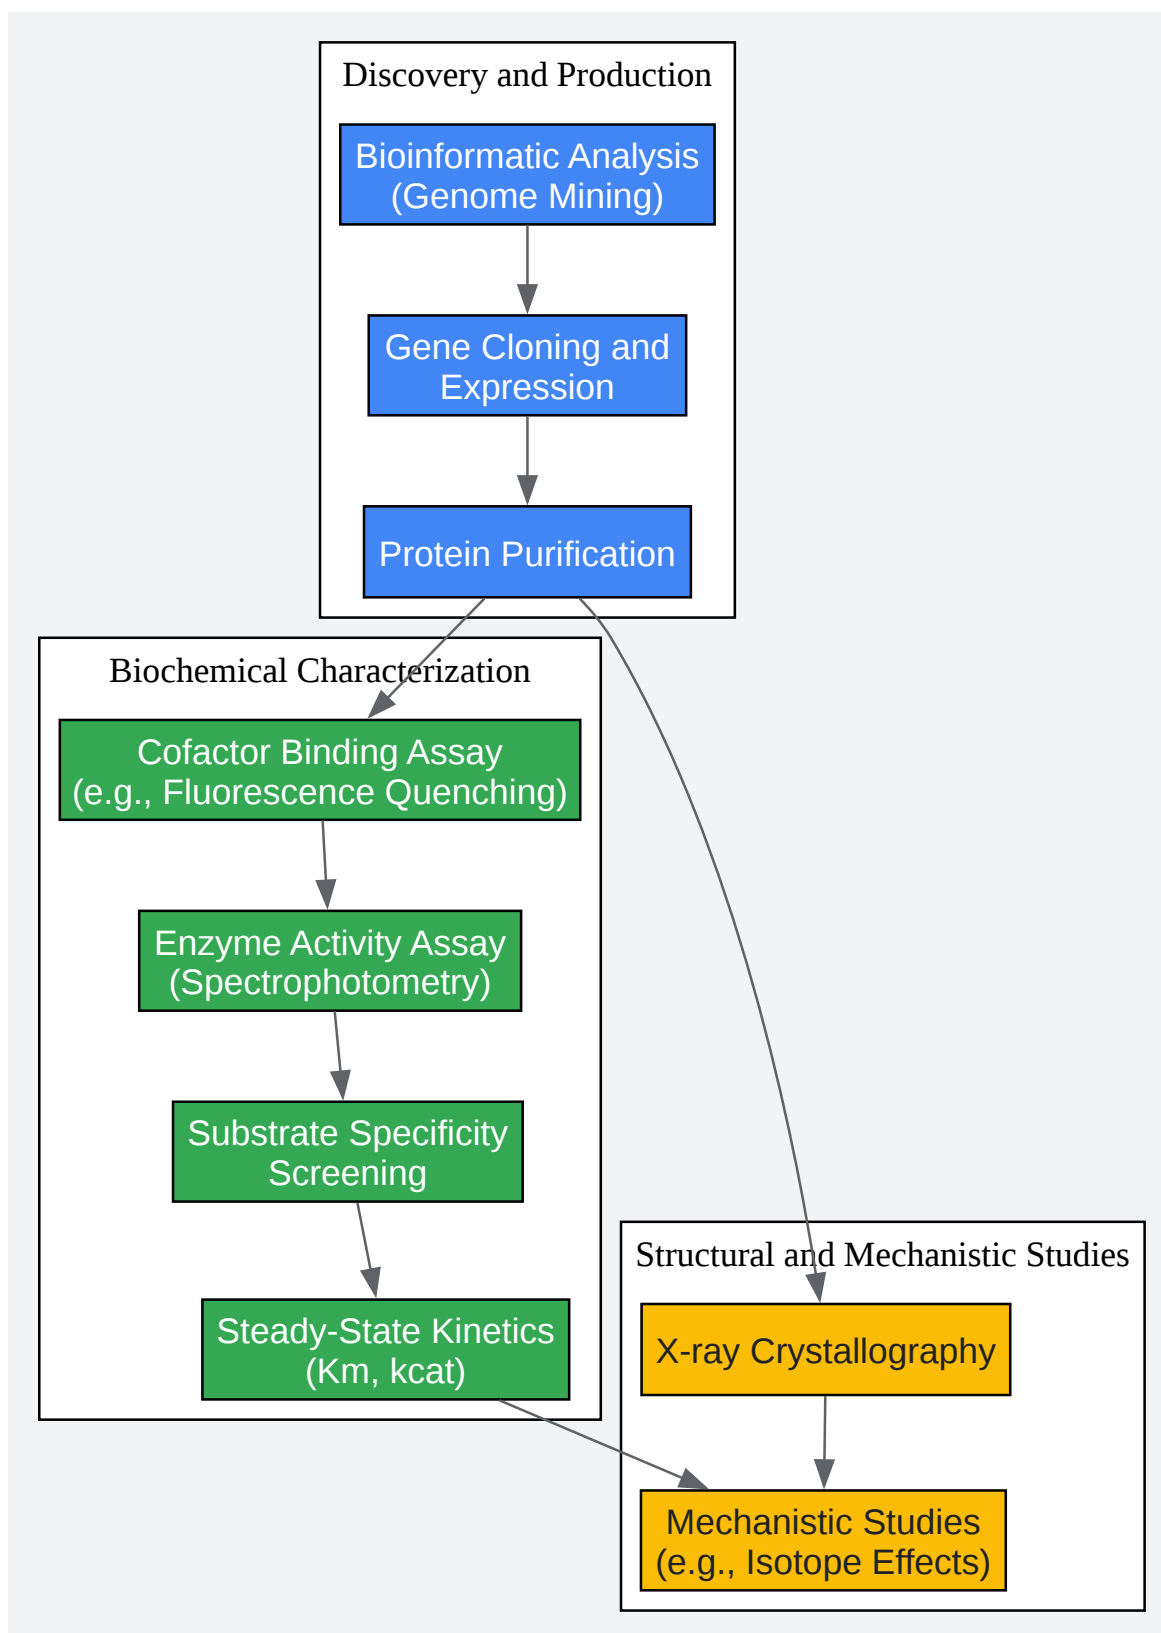 Discovery and Production
Bioinformatic Analysis
(Genome Mining)
Gene Cloning and
Expression
Protein Purification
Biochemical Characterization
Cofactor Binding Assay
(e.g., Fluorescence Quenching)
Enzyme Activity Assay
(Spectrophotometry)
Substrate Specificity
Screening
Steady-State Kinetics
(Km, kcat)
Structural and Mechanistic Studies
X-ray Crystallography
Mechanistic Studies
(e.g., Isotope Effects)